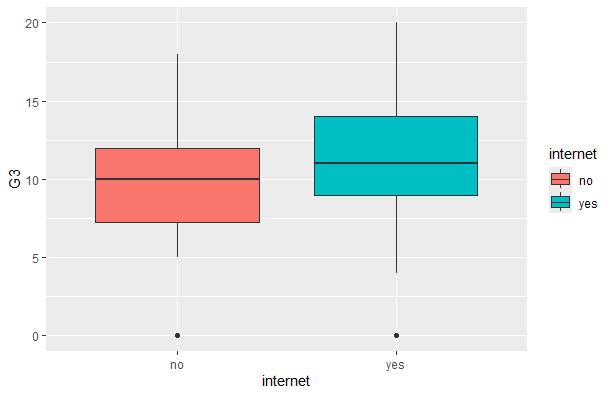 20
15
10
5
0
G3
no
yes
internet
internet
no
yes